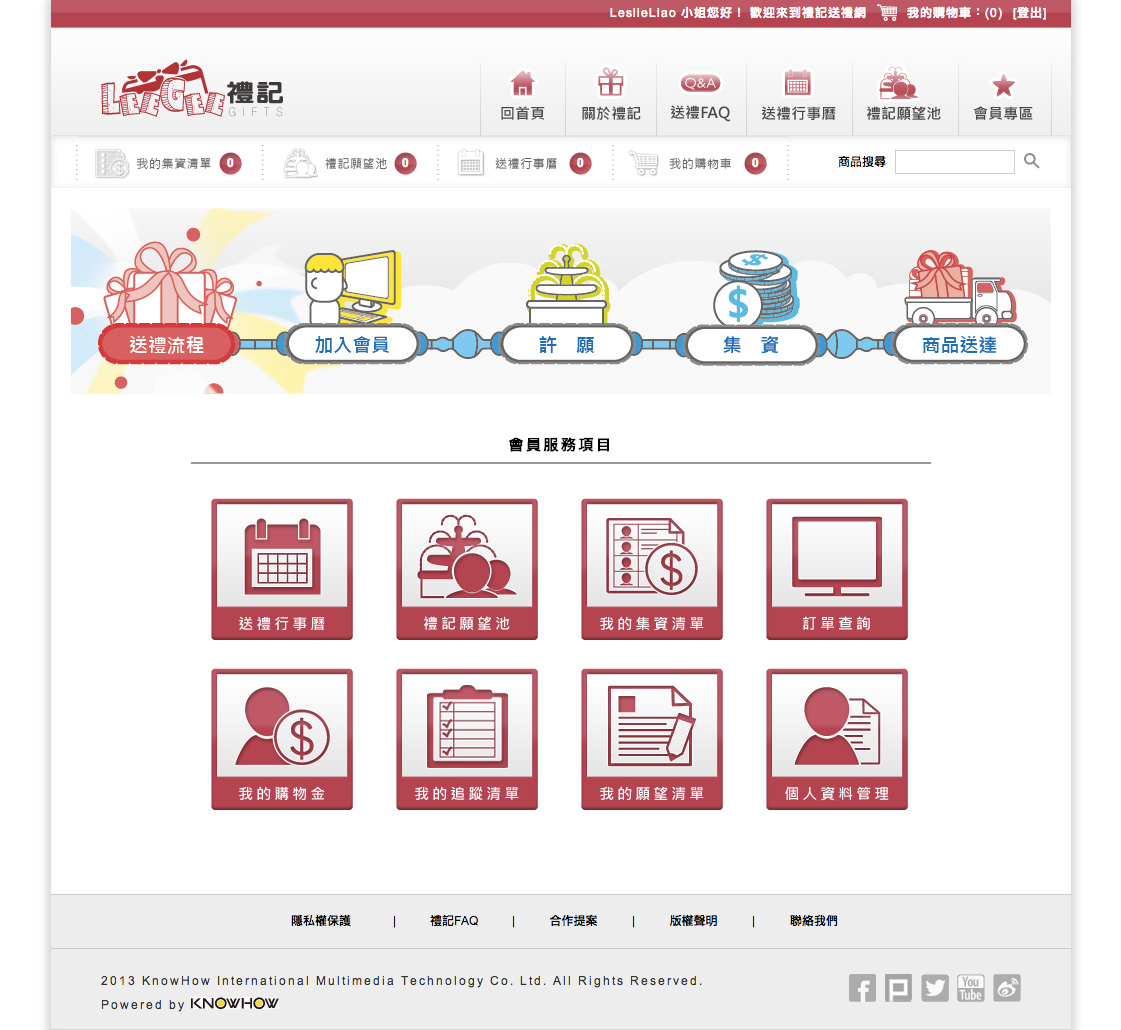 LeslieLiao 小姐您好！ 歡迎來到禮記送禮網 我的購物車：(0) [登出]
LEEGEE 禮記
GIFTS
回首頁 關於禮記 Q&A 送禮FAQ 送禮行事曆 禮記願望池 會員專區
我的集資清單 0 禮記願望池 0 送禮行事曆 0 我的購物車 0 商品搜尋
送禮流程 加入會員 許 願 集 資 商品送達
會員服務項目
送禮行事曆 禮記願望池 我的集資清單 訂單查詢
我的購物金 我的追蹤清單 我的願望清單 個人資料管理
隱私權保護 | 禮記FAQ | 合作提案 | 版權聲明 | 聯絡我們
2013 KnowHow International Multimedia Technology Co. Ltd. All Rights Reserved.
Powered by KNOWHOW
You Tube